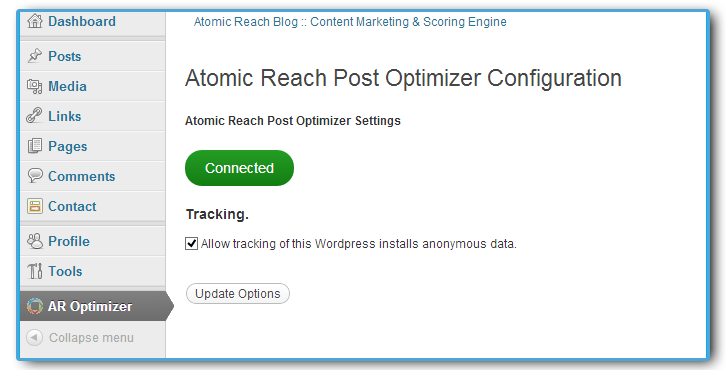 Dashboard
Posts
Media
Links
Pages
Comments
Contact
Profile
Tools
AR Optimizer
Collapse menu
Atomic Reach Blog :: Content Marketing & Scoring Engine
Atomic Reach Post Optimizer Configuration
Atomic Reach Post Optimizer Settings
Connected
Tracking.
Allow tracking of this Wordpress installs anonymous data.
Update Options